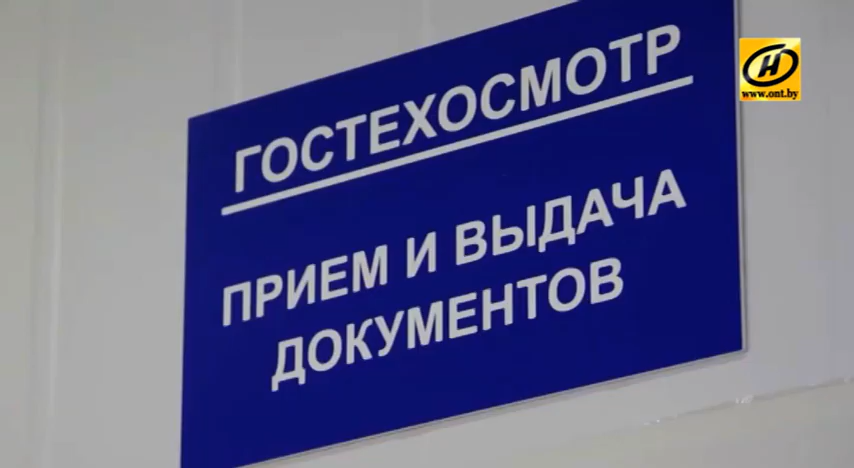 ГОСТЕХОСМОТР
ПРИЕМ И ВЫДАЧА
ДОКУМЕНТОВ
www.ont.by